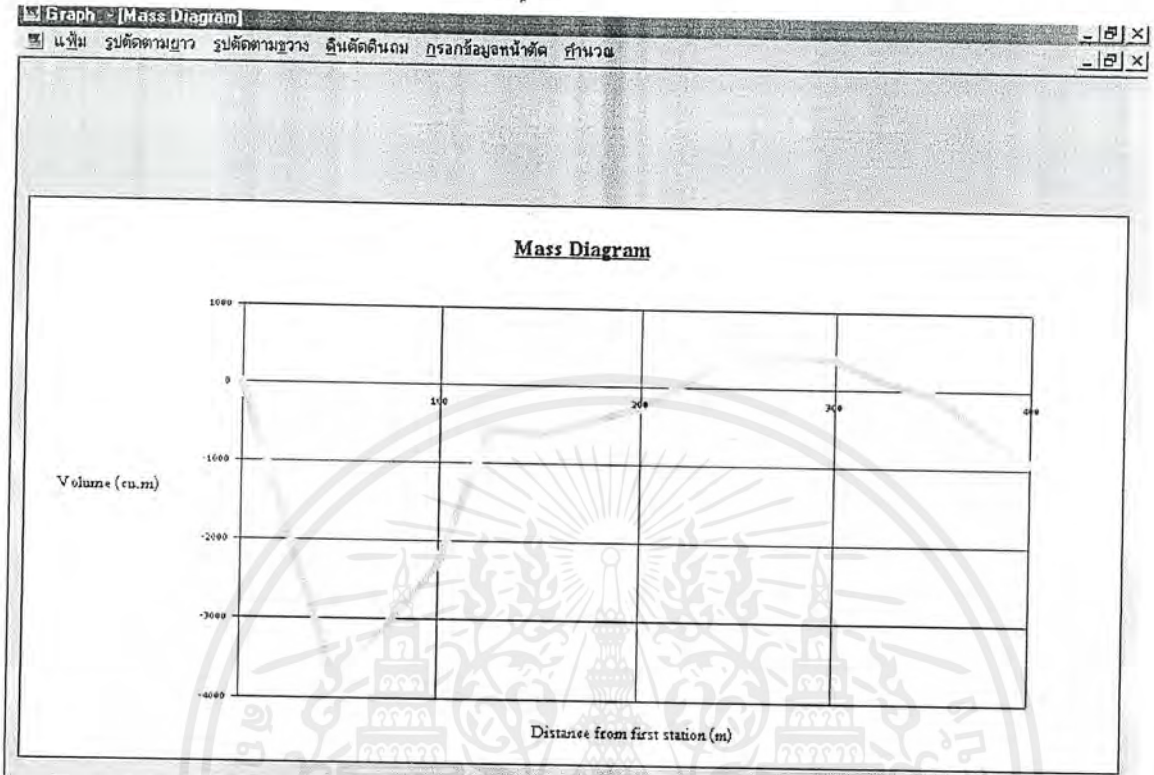 Graph - [Mass Diagram]
แฟ้ม รูปตัดตามยาว รูปตัดตามขวาง ดินตัดดินถม กรอกข้อมูลหน้าตัด คำนวณ
Mass Diagram
1000
0
100 200 300 400
-1000
Volume (cu.m)
-2000
-3000
-4000
Distance from first station (m)